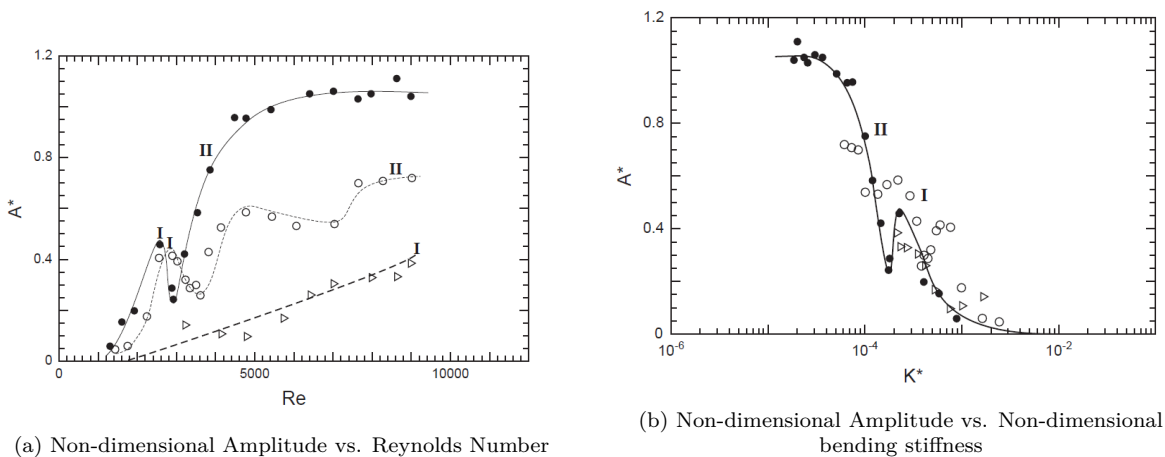 1.2
0.8
0.4
0
A*
II
I
I
II
I
0
5000
10000
Re
(a) Non-dimensional Amplitude vs. Reynolds Number
1.2
0.8
0.4
0
A*
II
I
10-6
10-4
10-2
K*
(b) Non-dimensional Amplitude vs. Non-dimensional
bending stiffness